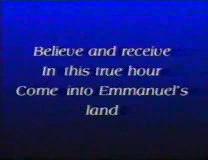 Believe and receive
In this true hour
Come into Emmanuel's
land